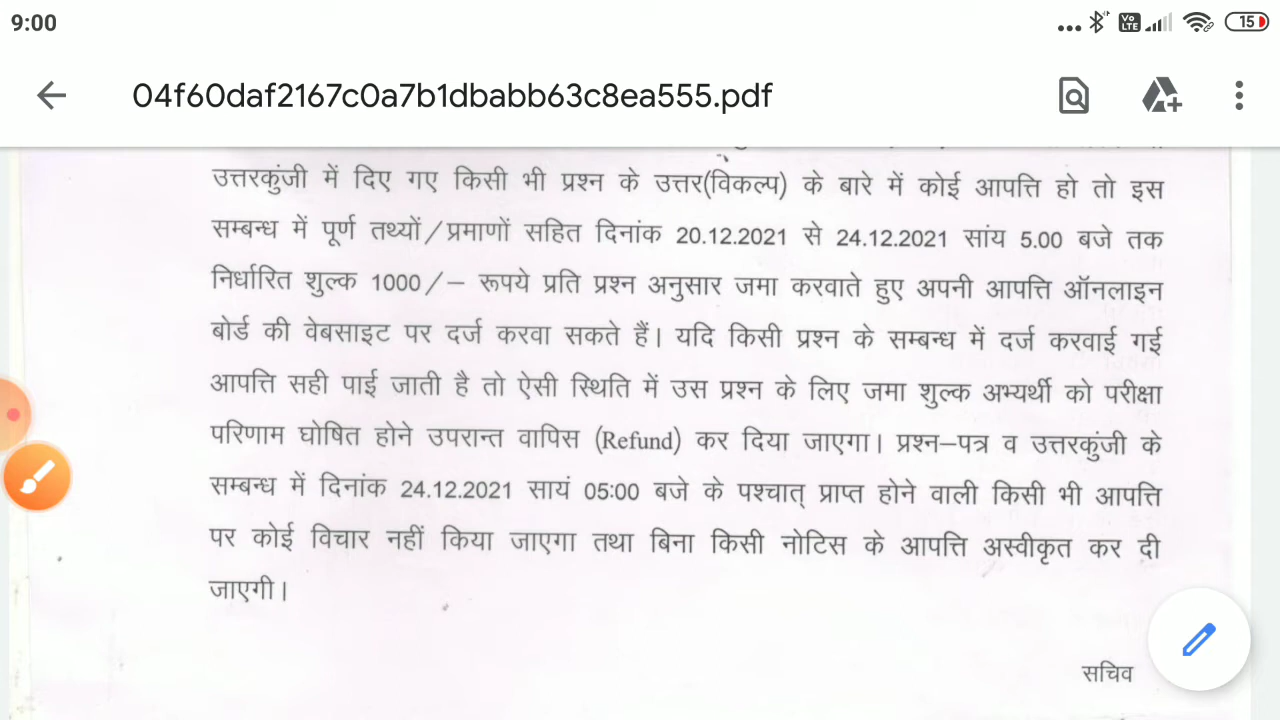 9:00
Vo LTE
15
04f60daf2167c0a7b1dbabb63c8ea555.pdf
उत्तरकुंजी में दिए गए किसी भी प्रश्न के उत्तर(विकल्प) के बारे में कोई आपत्ति हो तो इस
सम्बन्ध में पूर्ण तथ्यों/प्रमाणों सहित दिनांक 20.12.2021 से 24.12.2021 सांय 5.00 बजे तक
निर्धारित शुल्क 1000/– रूपये प्रति प्रश्न अनुसार जमा करवाते हुए अपनी आपत्ति ऑनलाइन
बोर्ड की वेबसाइट पर दर्ज करवा सकते हैं। यदि किसी प्रश्न के सम्बन्ध में दर्ज करवाई गई
आपत्ति सही पाई जाती है तो ऐसी स्थिति में उस प्रश्न के लिए जमा शुल्क अभ्यर्थी को परीक्षा
परिणाम घोषित होने उपरान्त वापिस (Refund) कर दिया जाएगा। प्रश्न–पत्र व उत्तरकुंजी के
सम्बन्ध में दिनांक 24.12.2021 सायं 05:00 बजे के पश्चात् प्राप्त होने वाली किसी भी आपत्ति
पर कोई विचार नहीं किया जाएगा तथा बिना किसी नोटिस के आपत्ति अस्वीकृत कर दी
जाएगी।
सचिव